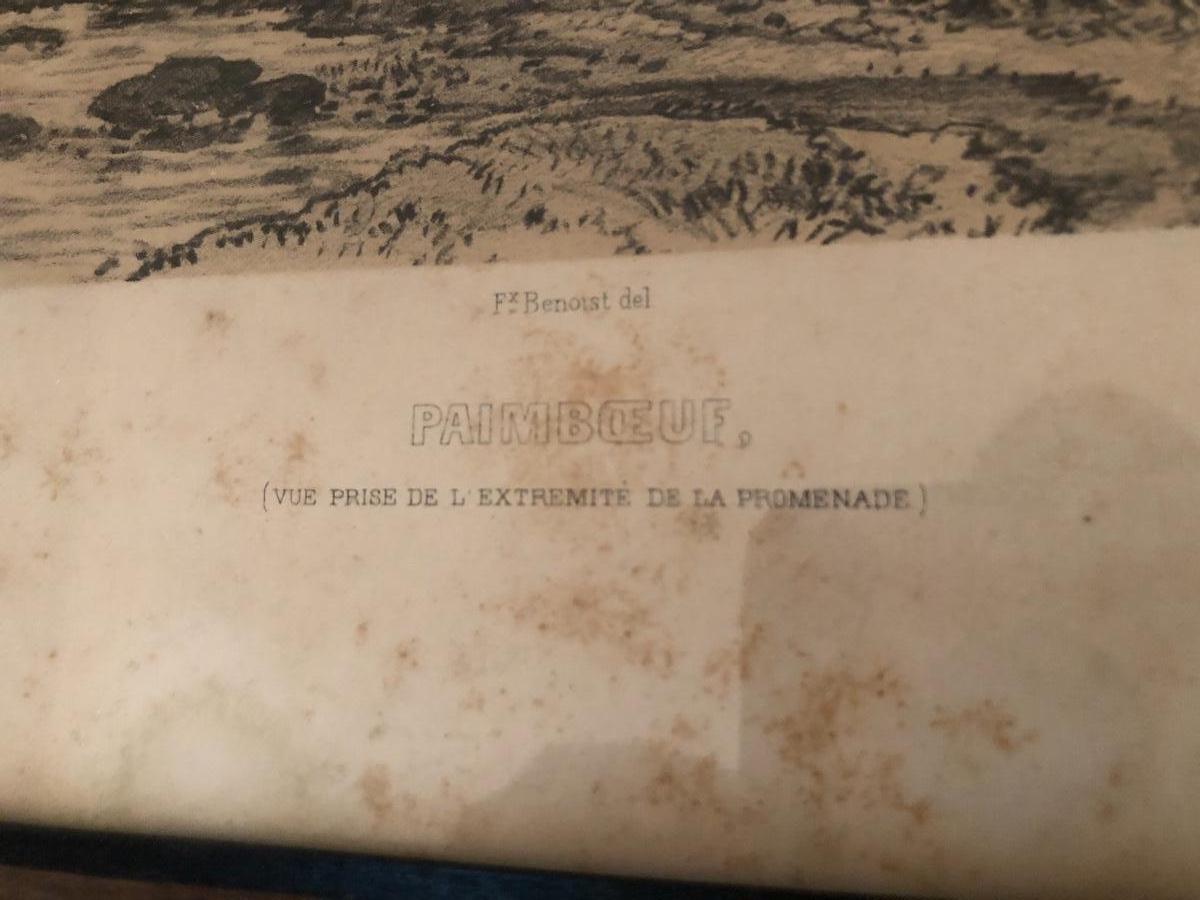 Fx Benoist del
PAIMBŒUF,
(VUE PRISE DE L'EXTREMITÉ DE LA PROMENADE)